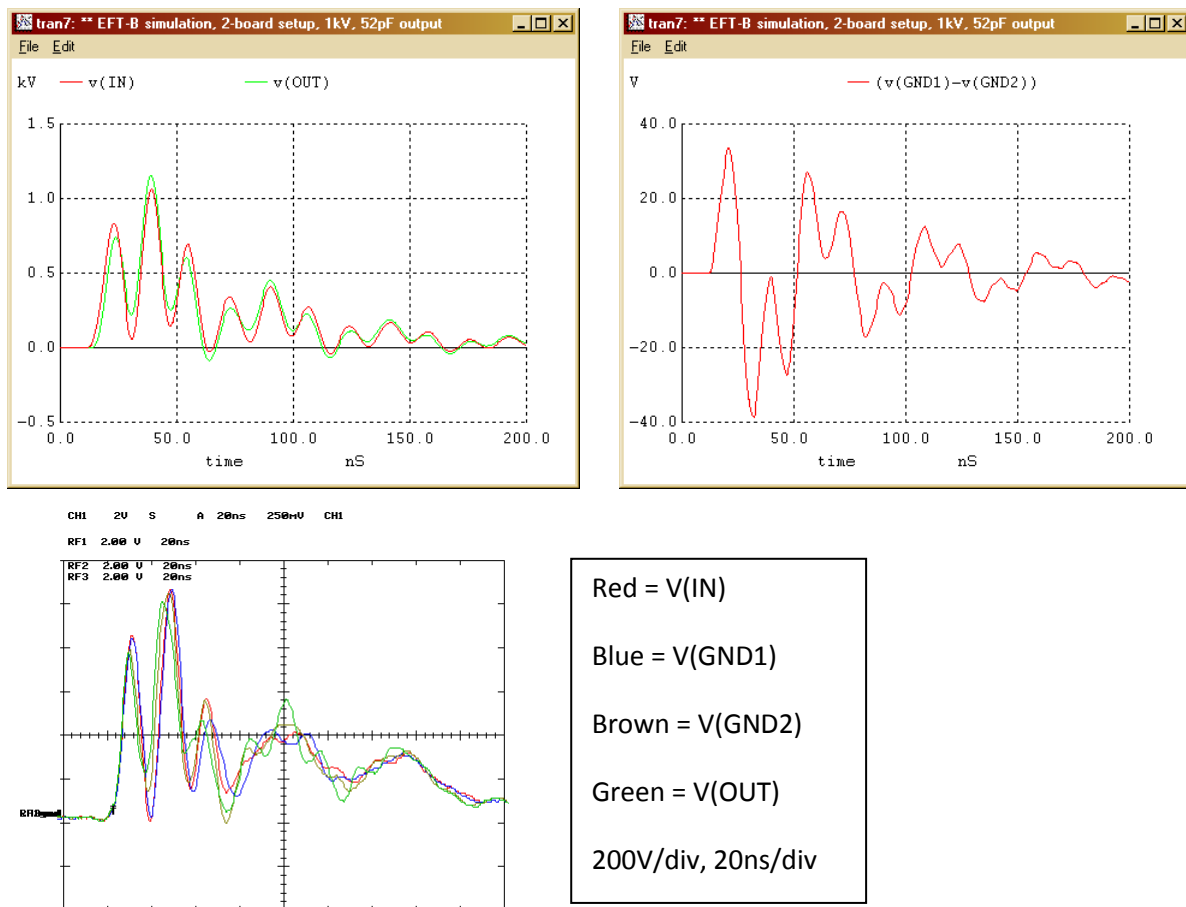 tran7: ** EFT-B simulation, 2-board setup, 1kV, 52pF output
File Edit
kV v(IN) v(OUT)
1.5
1.0
0.5
0.0
-0.5
0.0 50.0 100.0 150.0 200.0
time nS
tran7: ** EFT-B simulation, 2-board setup, 1kV, 52pF output
File Edit
V (v(GND1)-v(GND2))
40.0
20.0
0.0
-20.0
-40.0
0.0 50.0 100.0 150.0 200.0
time nS
CH1 2V S A 20ns 250mV CH1
RF1 2.00 V 20ns
RF2 2.00 V 20ns
RF3 2.00 V 20ns
Red = V(IN)
Blue = V(GND1)
Brown = V(GND2)
Green = V(OUT)
200V/div, 20ns/div